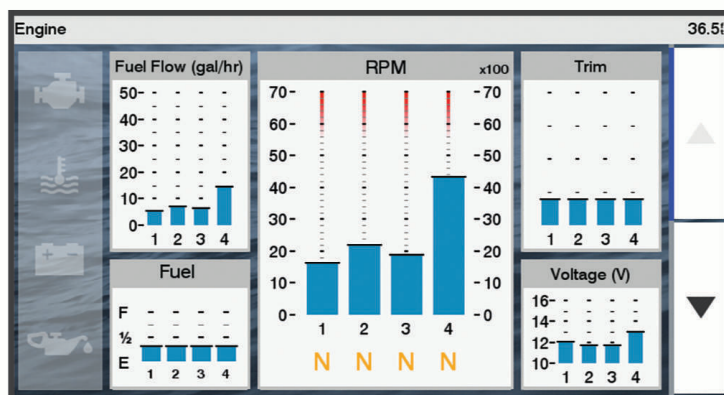 Engine
36.5
Fuel Flow (gal/hr)
50-
40-
30-
20-
10-
0-
1 2 3 4
Fuel
F
½
E
1 2 3 4
RPM x100
70- -70
60- -60
50- -50
40- -40
30- -30
20- -20
10- -10
0- -0
1 2 3 4
N N N N
Trim
1 2 3 4
Voltage (V)
16-
14-
12-
10-
1 2 3 4